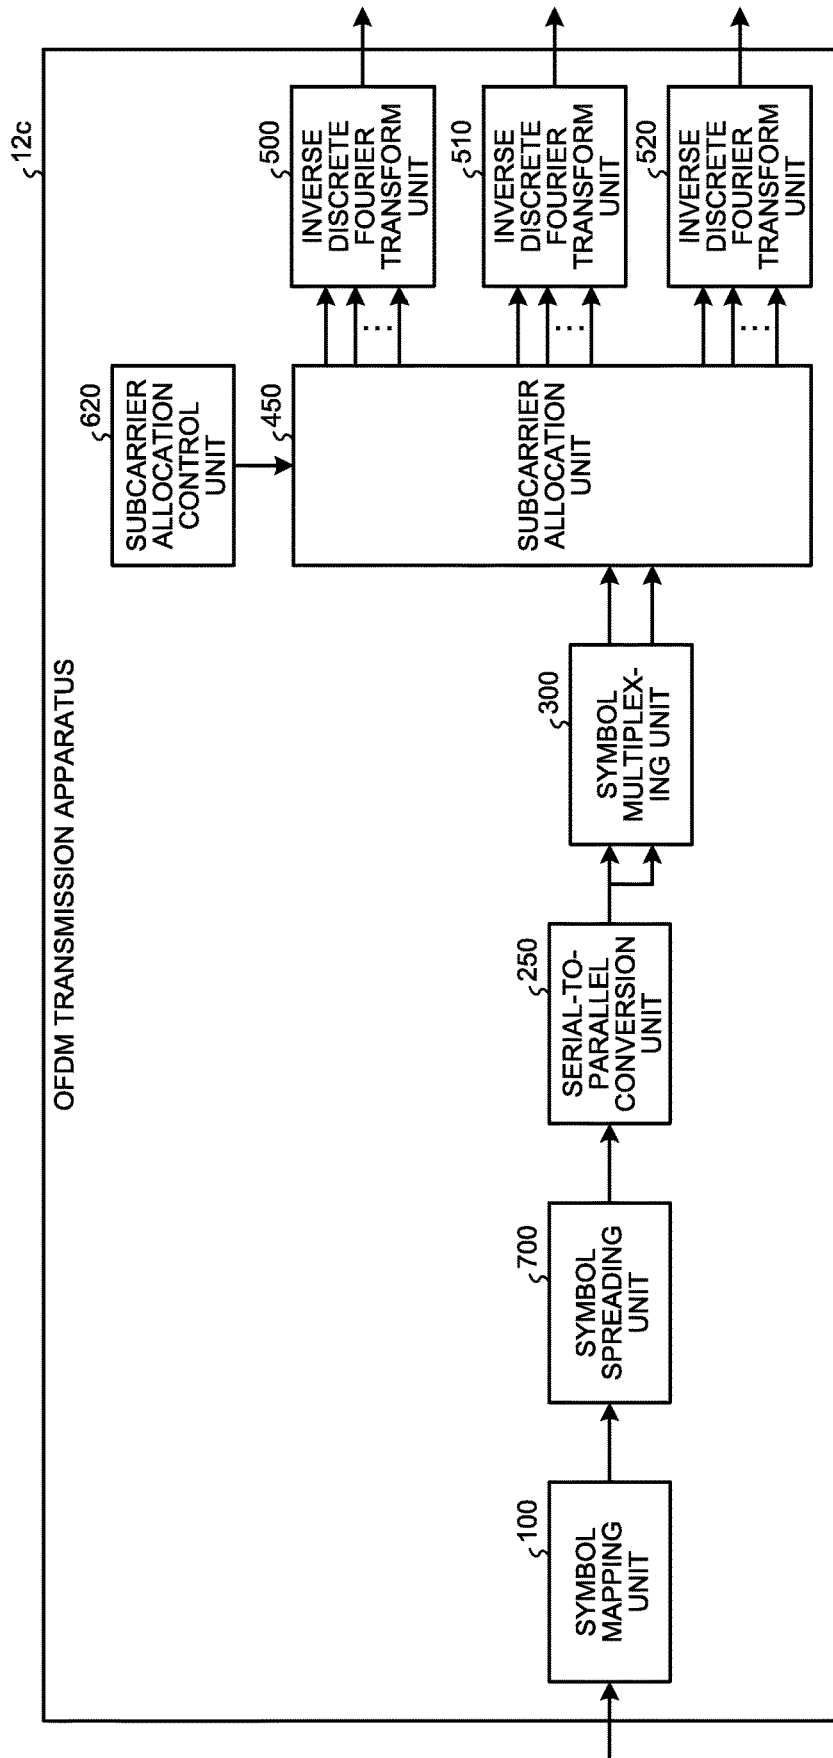 OFDM TRANSMISSION APPARATUS
12c
100
SYMBOL
MAPPING
UNIT
700
SYMBOL
SPREADING
UNIT
250
SERIAL-TO-
PARALLEL
CONVERSION
UNIT
300
SYMBOL
MULTIPLEX-
ING UNIT
620
SUBCARRIER
ALLOCATION
CONTROL
UNIT
450
SUBCARRIER
ALLOCATION
UNIT
500
INVERSE
DISCRETE
FOURIER
TRANSFORM
UNIT
510
INVERSE
DISCRETE
FOURIER
TRANSFORM
UNIT
520
INVERSE
DISCRETE
FOURIER
TRANSFORM
UNIT